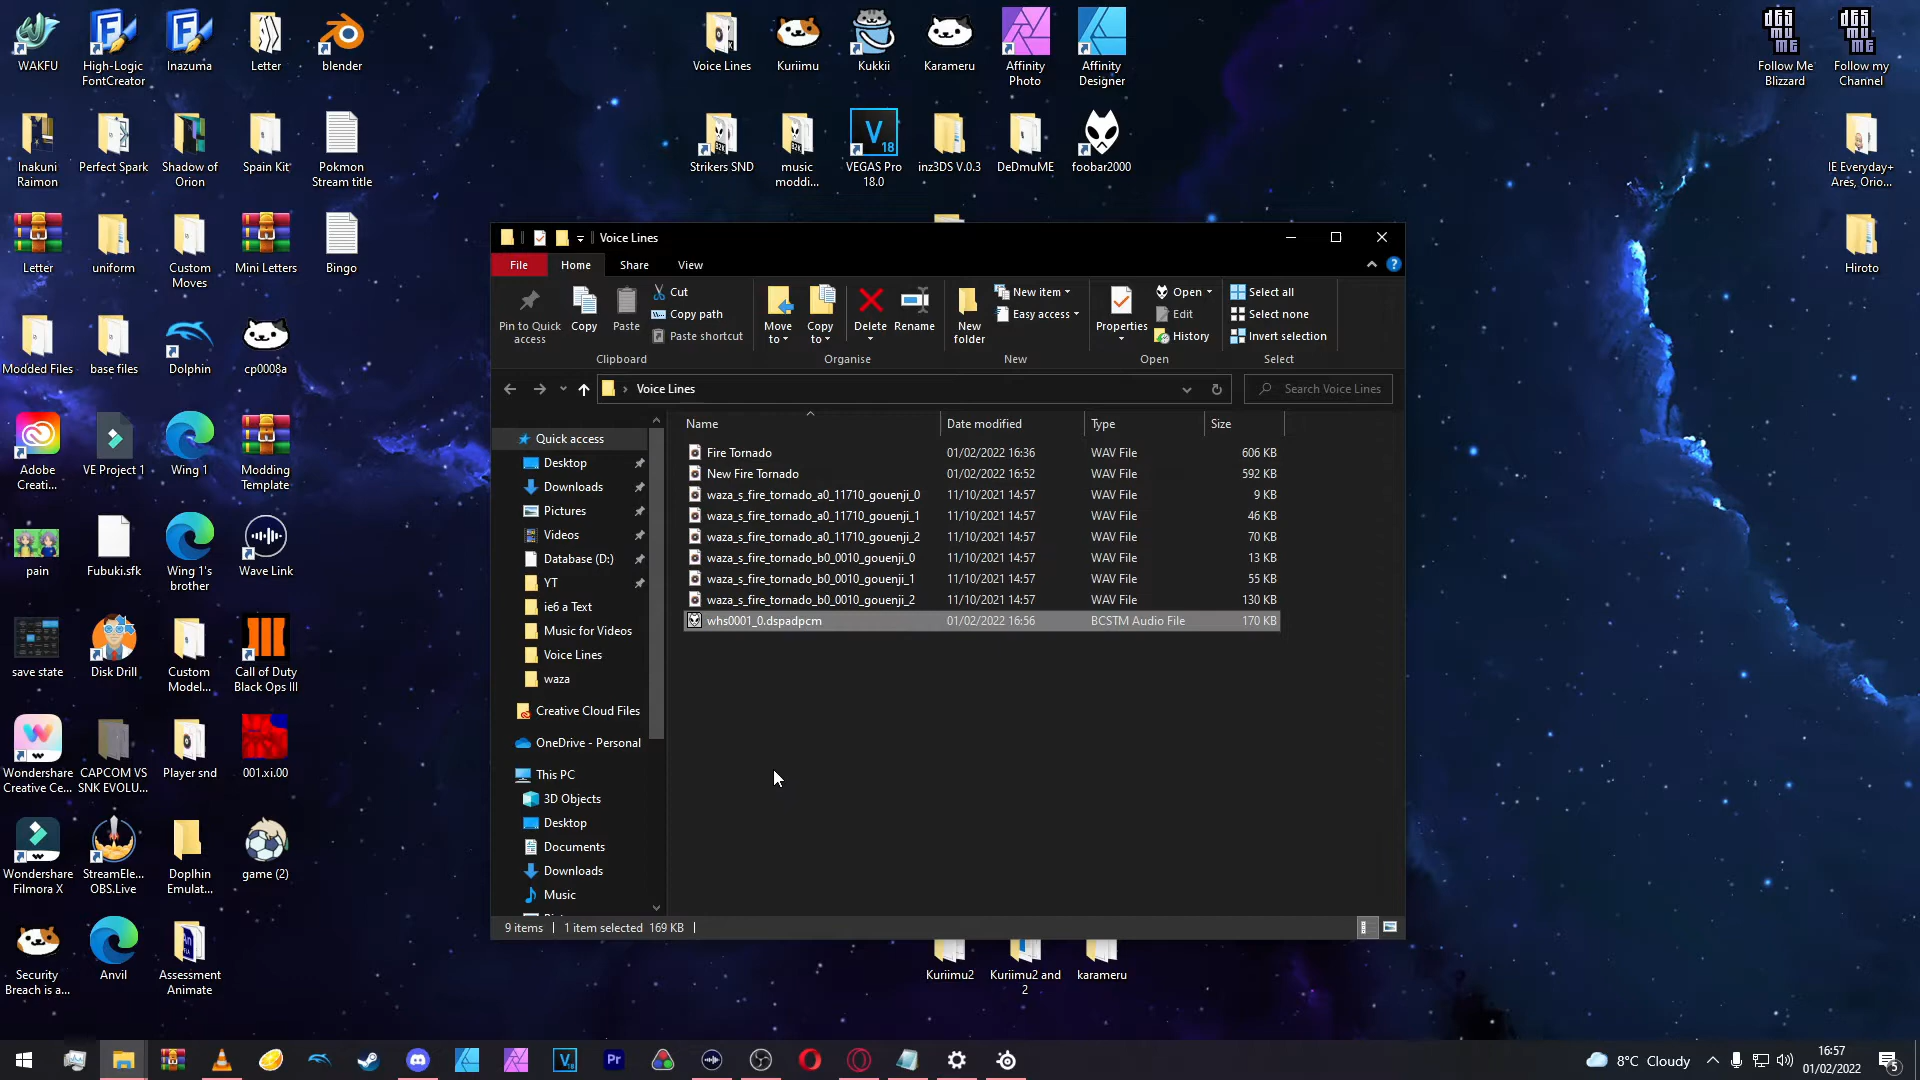 WAKFU
High-Logic
FontCreator
Inazuma
Letter
blender
Voice Lines
Kuriimu
Kukkii
Karameru
Affinity
Photo
Affinity
Designer
Follow Me
Blizzard
Follow my
Channel
Inakuni
Raimon
Perfect Spark
Shadow of
Orion
Spain Kit
Pokmon
Stream title
Strikers SND
music
moddi...
VEGAS Pro
18.0
inz3DS V.0.3
DeDmuME
foobar2000
IE Everyday+
Ares, Orio...
Letter
uniform
Custom
Moves
Mini Letters
Bingo
Hiroto
Modded Files
base files
Dolphin
cp0008a
Adobe
Creati...
VE Project 1
Wing 1
Modding
Template
pain
Fubuki.sfk
Wing 1's
brother
Wave Link
save state
Disk Drill
Custom
Model...
Call of Duty
Black Ops III
Wondershare
Creative Ce...
CAPCOM VS
SNK EVOLU...
Player snd
001.xi.00
Wondershare
Filmora X
StreamEle...
OBS.Live
Doplhin
Emulat...
game (2)
Security
Breach is a...
Anvil
Assessment
Animate
Kuriimu2
Kuriimu2 and
2
karameru
Voice Lines
File
Home
Share
View
Pin to Quick
access
Copy
Paste
Cut
Copy path
Paste shortcut
Clipboard
Move
to
Copy
to
Delete
Rename
Organise
New
folder
New item
Easy access
New
Properties
Open
Edit
History
Open
Select all
Select none
Invert selection
Select
Voice Lines
Search Voice Lines
Quick access
Desktop
Downloads
Pictures
Videos
Database (D:)
YT
ie6 a Text
Music for Videos
Voice Lines
waza
Creative Cloud Files
OneDrive - Personal
This PC
3D Objects
Desktop
Documents
Downloads
Music
Name Date modified Type Size
Fire Tornado 01/02/2022 16:36 WAV File 606 KB
New Fire Tornado 01/02/2022 16:52 WAV File 592 KB
waza_s_fire_tornado_a0_11710_gouenji_0 11/10/2021 14:57 WAV File 9 KB
waza_s_fire_tornado_a0_11710_gouenji_1 11/10/2021 14:57 WAV File 46 KB
waza_s_fire_tornado_a0_11710_gouenji_2 11/10/2021 14:57 WAV File 70 KB
waza_s_fire_tornado_b0_0010_gouenji_0 11/10/2021 14:57 WAV File 13 KB
waza_s_fire_tornado_b0_0010_gouenji_1 11/10/2021 14:57 WAV File 55 KB
waza_s_fire_tornado_b0_0010_gouenji_2 11/10/2021 14:57 WAV File 130 KB
whs0001_0.dspadpcm 01/02/2022 16:56 BCSTM Audio File 170 KB
9 items 1 item selected 169 KB
8°C Cloudy
16:57
01/02/2022
5